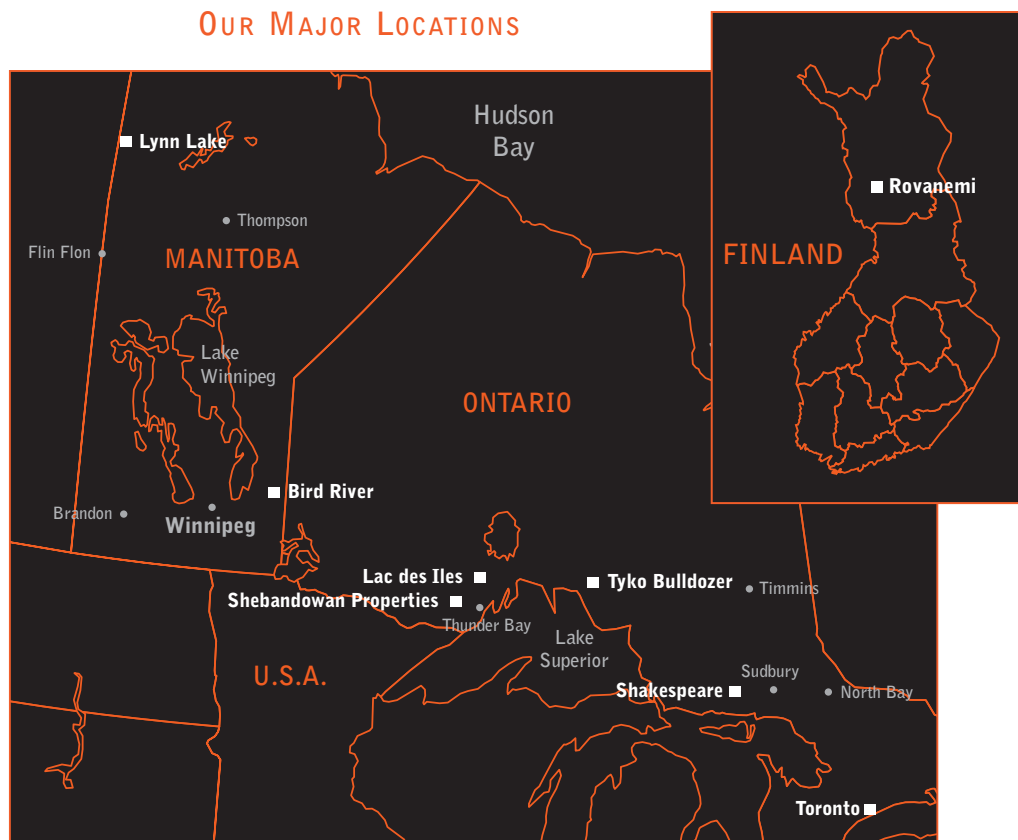 OUR MAJOR LOCATIONS
Hudson
Bay
Lynn Lake
Rovanemi
Thompson
Flin Flon
MANITOBA
FINLAND
Lake
Winnipeg
ONTARIO
Bird River
Brandon
Winnipeg
Lac des Iles
Tyko Bulldozer
Timmins
Shebandowan Properties
Thunder Bay
Lake
Superior
U.S.A.
Sudbury
Shakespeare
North Bay
Toronto